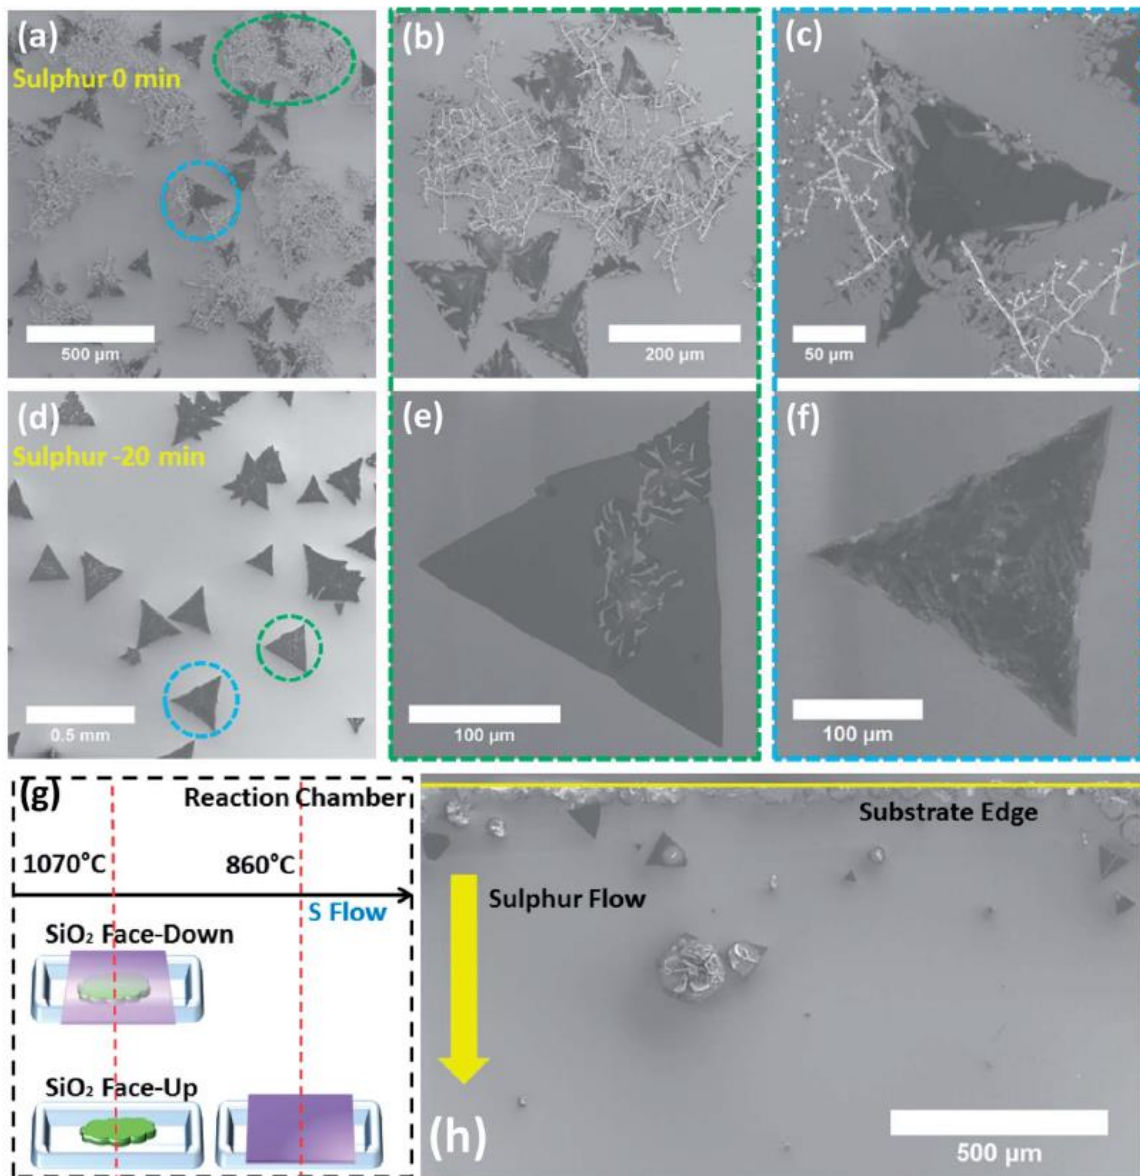 (a)
Sulphur 0 min
500 µm
(b)
200 µm
(c)
50 µm
(d)
Sulphur -20 min
0.5 mm
(e)
100 µm
(f)
100 µm
(g)
Reaction Chamber
1070°C
860°C
S Flow
SiO₂ Face-Down
SiO₂ Face-Up
Substrate Edge
Sulphur Flow
(h)
500 µm